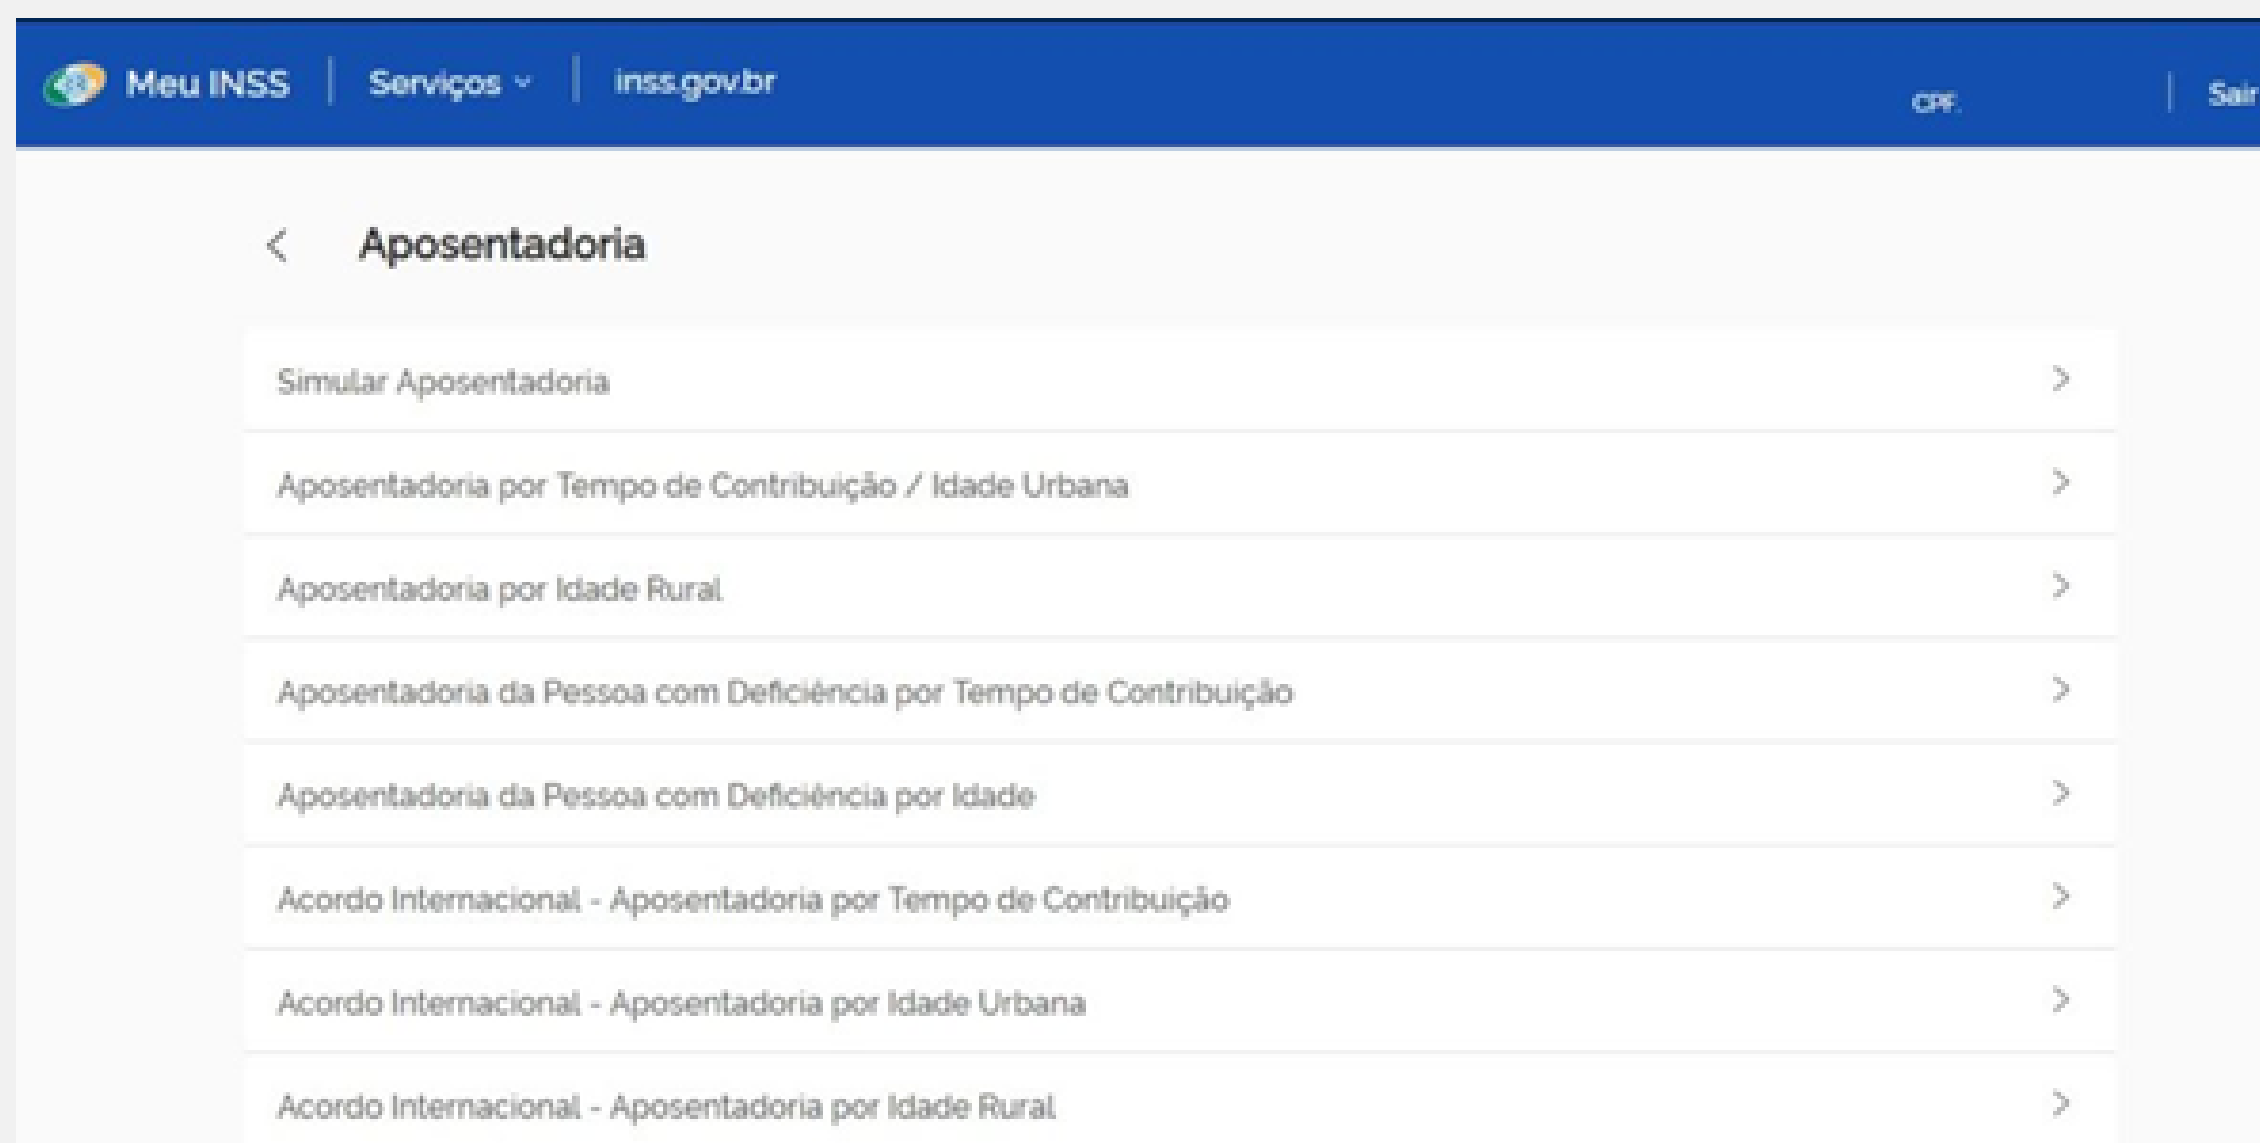 Meu INSS
Serviços
inss.gov.br
CPF.
Sair
Aposentadoria
Simular Aposentadoria
Aposentadoria por Tempo de Contribuição / Idade Urbana
Aposentadoria por Idade Rural
Aposentadoria da Pessoa com Deficiência por Tempo de Contribuição
Aposentadoria da Pessoa com Deficiência por Idade
Acordo Internacional - Aposentadoria por Tempo de Contribuição
Acordo Internacional - Aposentadoria por Idade Urbana
Acordo Internacional - Aposentadoria por Idade Rural